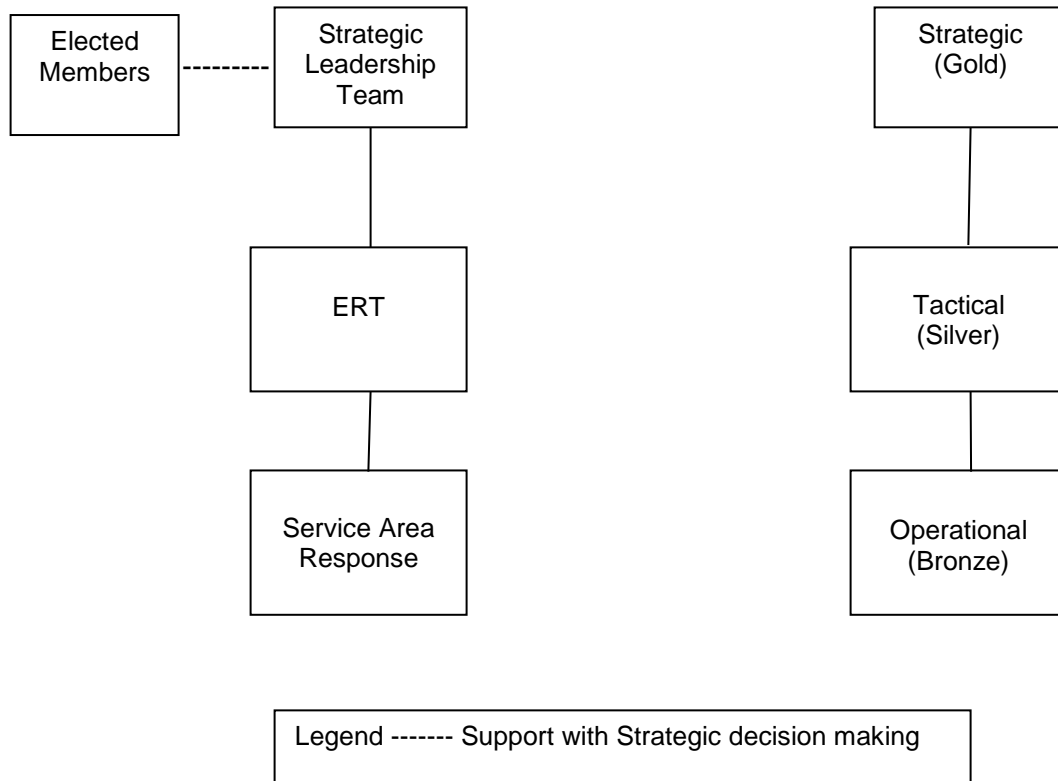 Elected
Members
Strategic
Leadership
Team
Strategic
(Gold)
ERT
Tactical
(Silver)
Service Area
Response
Operational
(Bronze)
Legend ------- Support with Strategic decision making